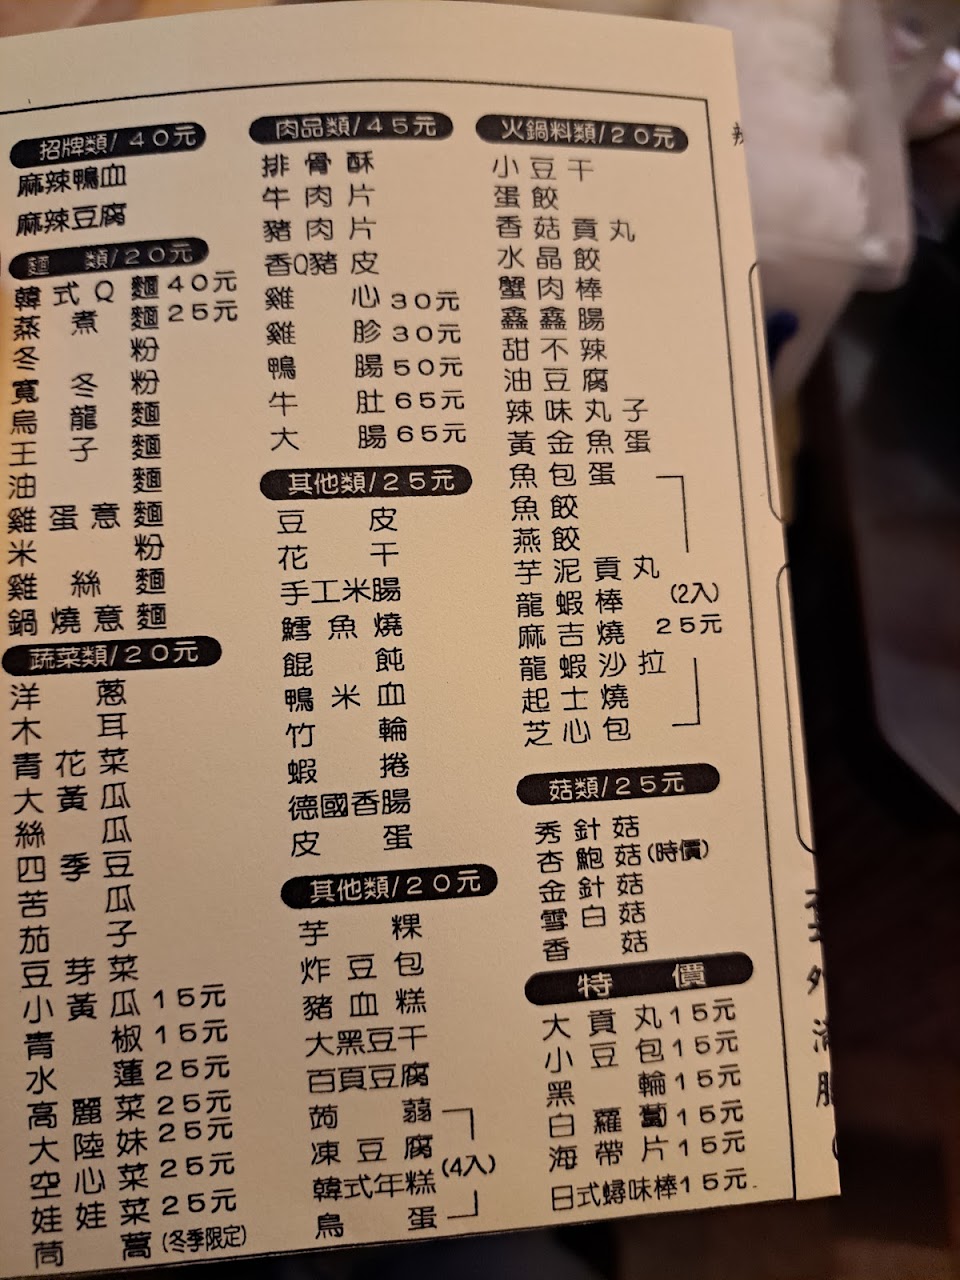 招牌類/40元
麻辣鴨血
麻辣豆腐
麵 類/20元
韓式Q麵40元
蒸煮麵25元
冬粉
寬冬粉
烏龍麵
王子麵
油麵
雞蛋意麵
米粉
雞絲麵
鍋燒意麵
蔬菜類/20元
洋蔥
木耳
青花菜
大黃瓜
絲瓜
四季豆
苦瓜
茄子
豆芽菜
小黃瓜15元
青椒15元
水蓮25元
高麗菜25元
大陸妹25元
空心菜25元
娃娃菜25元
茼蒿(冬季限定)
肉品類/45元
排骨酥
牛肉片
豬肉片
香Q豬皮
雞心30元
雞胗30元
鴨腸50元
牛肚65元
大腸65元
其他類/25元
豆皮
花干
手工米腸
鱈魚燒
餛飩
鴨米血
竹輪
蝦捲
德國香腸
皮蛋
其他類/20元
芋粿
炸豆包
豬血糕
大黑豆干
百頁豆腐
蒟蒻
凍豆腐
韓式年糕
鳥蛋
(4入)
火鍋料類/20元
小豆干
蛋餃
香菇貢丸
水晶餃
蟹肉棒
鑫鑫腸
甜不辣
油豆腐
辣味丸子
黃金魚蛋
魚包蛋
魚餃
燕餃
芋泥貢丸
龍蝦棒
麻吉燒
龍蝦沙拉
起士燒
芝心包
(2入)
25元
菇類/25元
秀針菇
杏鮑菇(時價)
金針菇
雪白菇
香菇
特 價
大貢丸15元
小豆包15元
黑輪15元
白蘿蔔15元
海帶片15元
日式蟳味棒15元